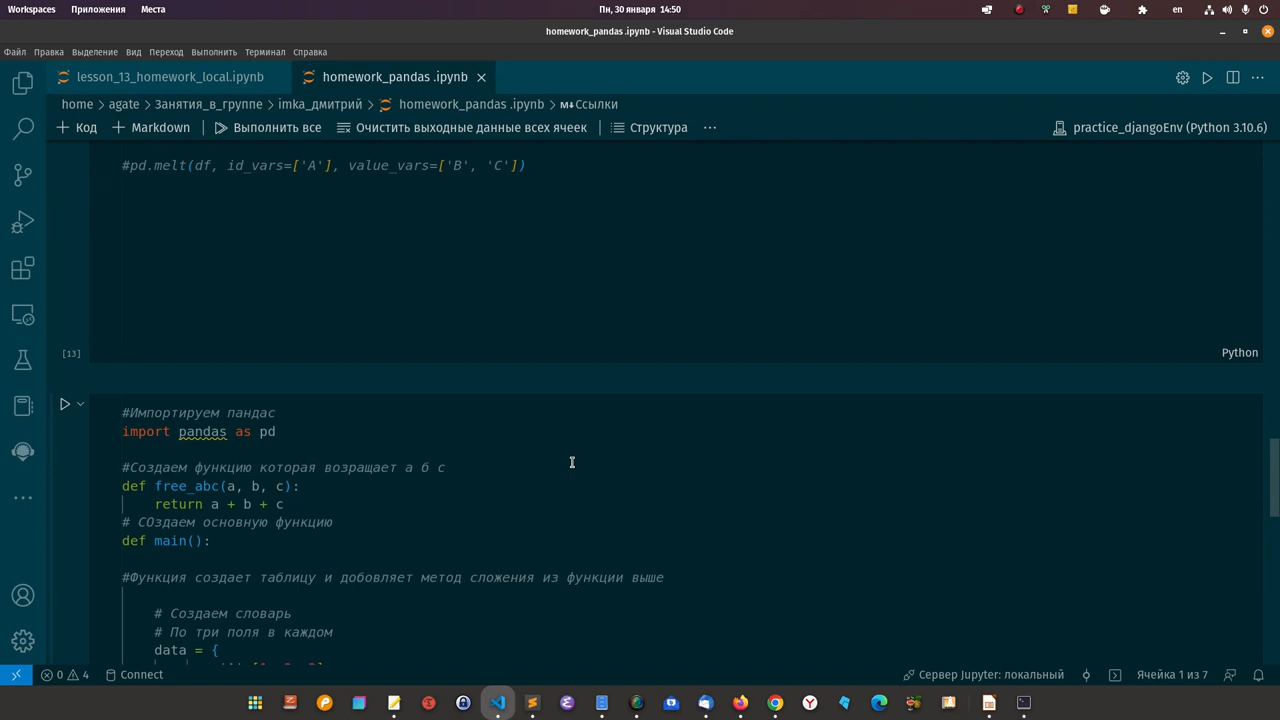 Workspaces Приложения Места Пн, 30 января 14:50 en
homework_pandas .ipynb - Visual Studio Code
Файл Правка Выделение Вид Переход Выполнить Терминал Справка
lesson_13_homework_local.ipynb homework_pandas .ipynb
home > agate > Занятия_в_группе > imka_дмитрий > homework_pandas .ipynb > M↓Ссылки
+ Код + Markdown Выполнить все Очистить выходные данные всех ячеек Структура ... practice_djangoEnv (Python 3.10.6)
#pd.melt(df, id_vars=['A'], value_vars=['B', 'C'])
[13] Python
#Импортируем пандас
import pandas as pd
#Создаем функцию которая возращает а б с
def free_abc(a, b, c):
return a + b + c
# СОздаем основную функцию
def main():
#Функция создает таблицу и добовляет метод сложения из функции выше
# Создаем словарь
# По три поля в каждом
data = {
0 4 Connect Сервер Jupyter: локальный Ячейка 1 из 7